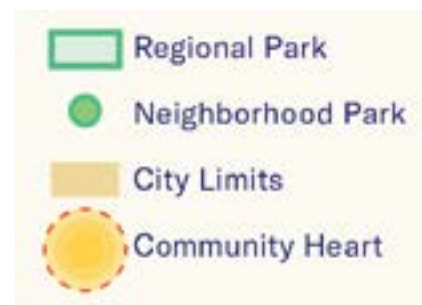 Regional Park
Neighborhood Park
City Limits
Community Heart